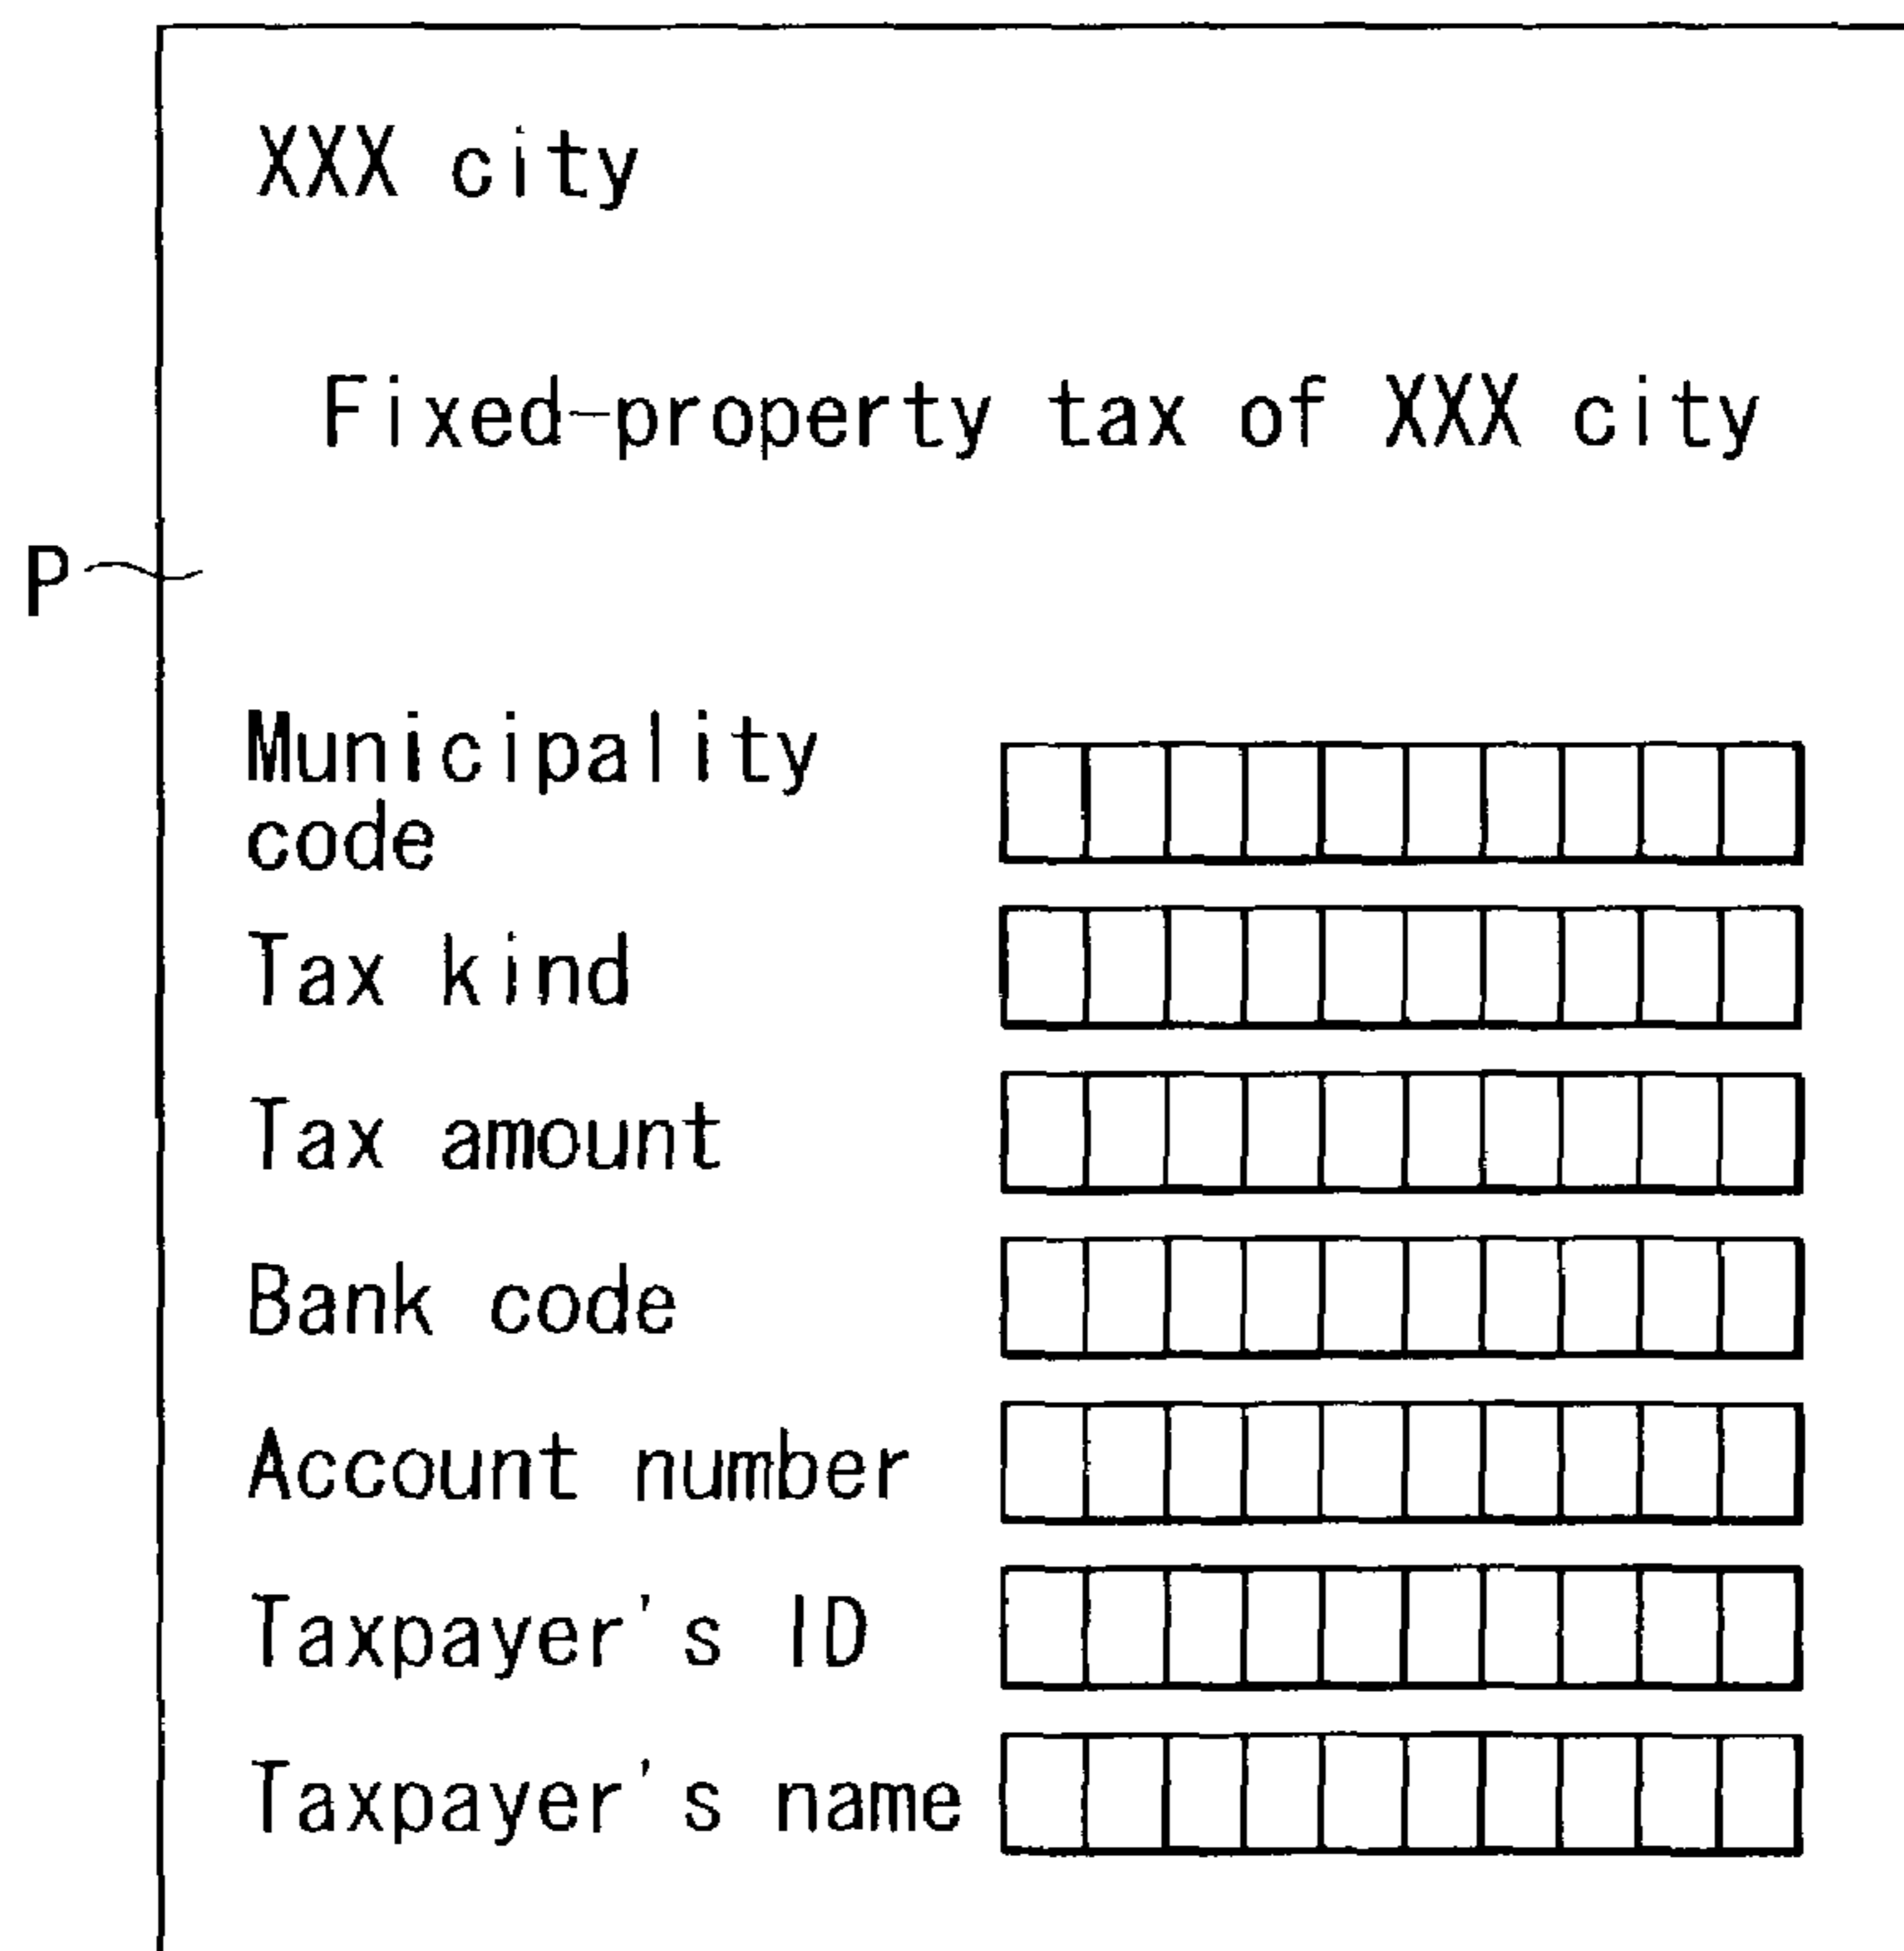 XXX city
Fixed-property tax of XXX city
P
Municipality
code
Tax kind
Tax amount
Bank code
Account number
Taxpayer's ID
Taxpayer's name